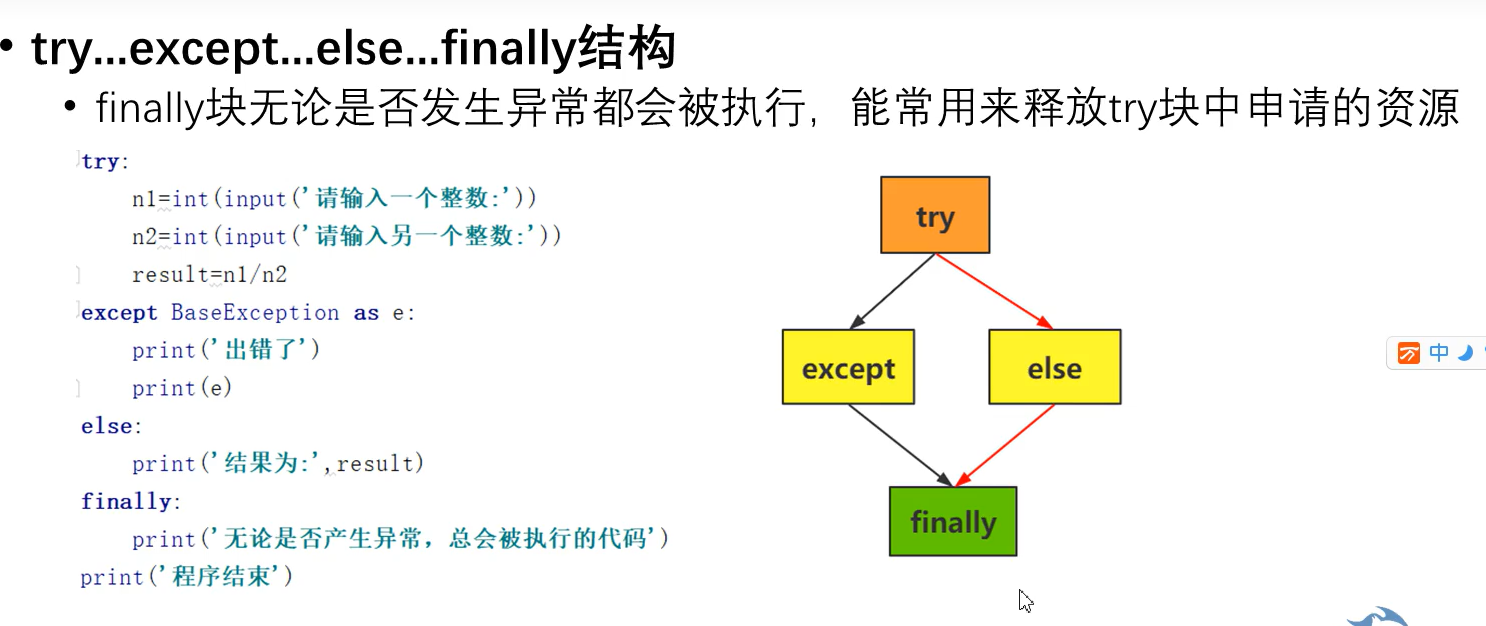 • try...except...else...finally结构
• finally块无论是否发生异常都会被执行，能常用来释放try块中申请的资源
try:
n1=int(input('请输入一个整数:'))
n2=int(input('请输入另一个整数:'))
result=n1/n2
except BaseException as e:
print('出错了')
print(e)
else:
print('结果为:',result)
finally:
print('无论是否产生异常，总会被执行的代码')
print('程序结束')
try
except
else
finally
中